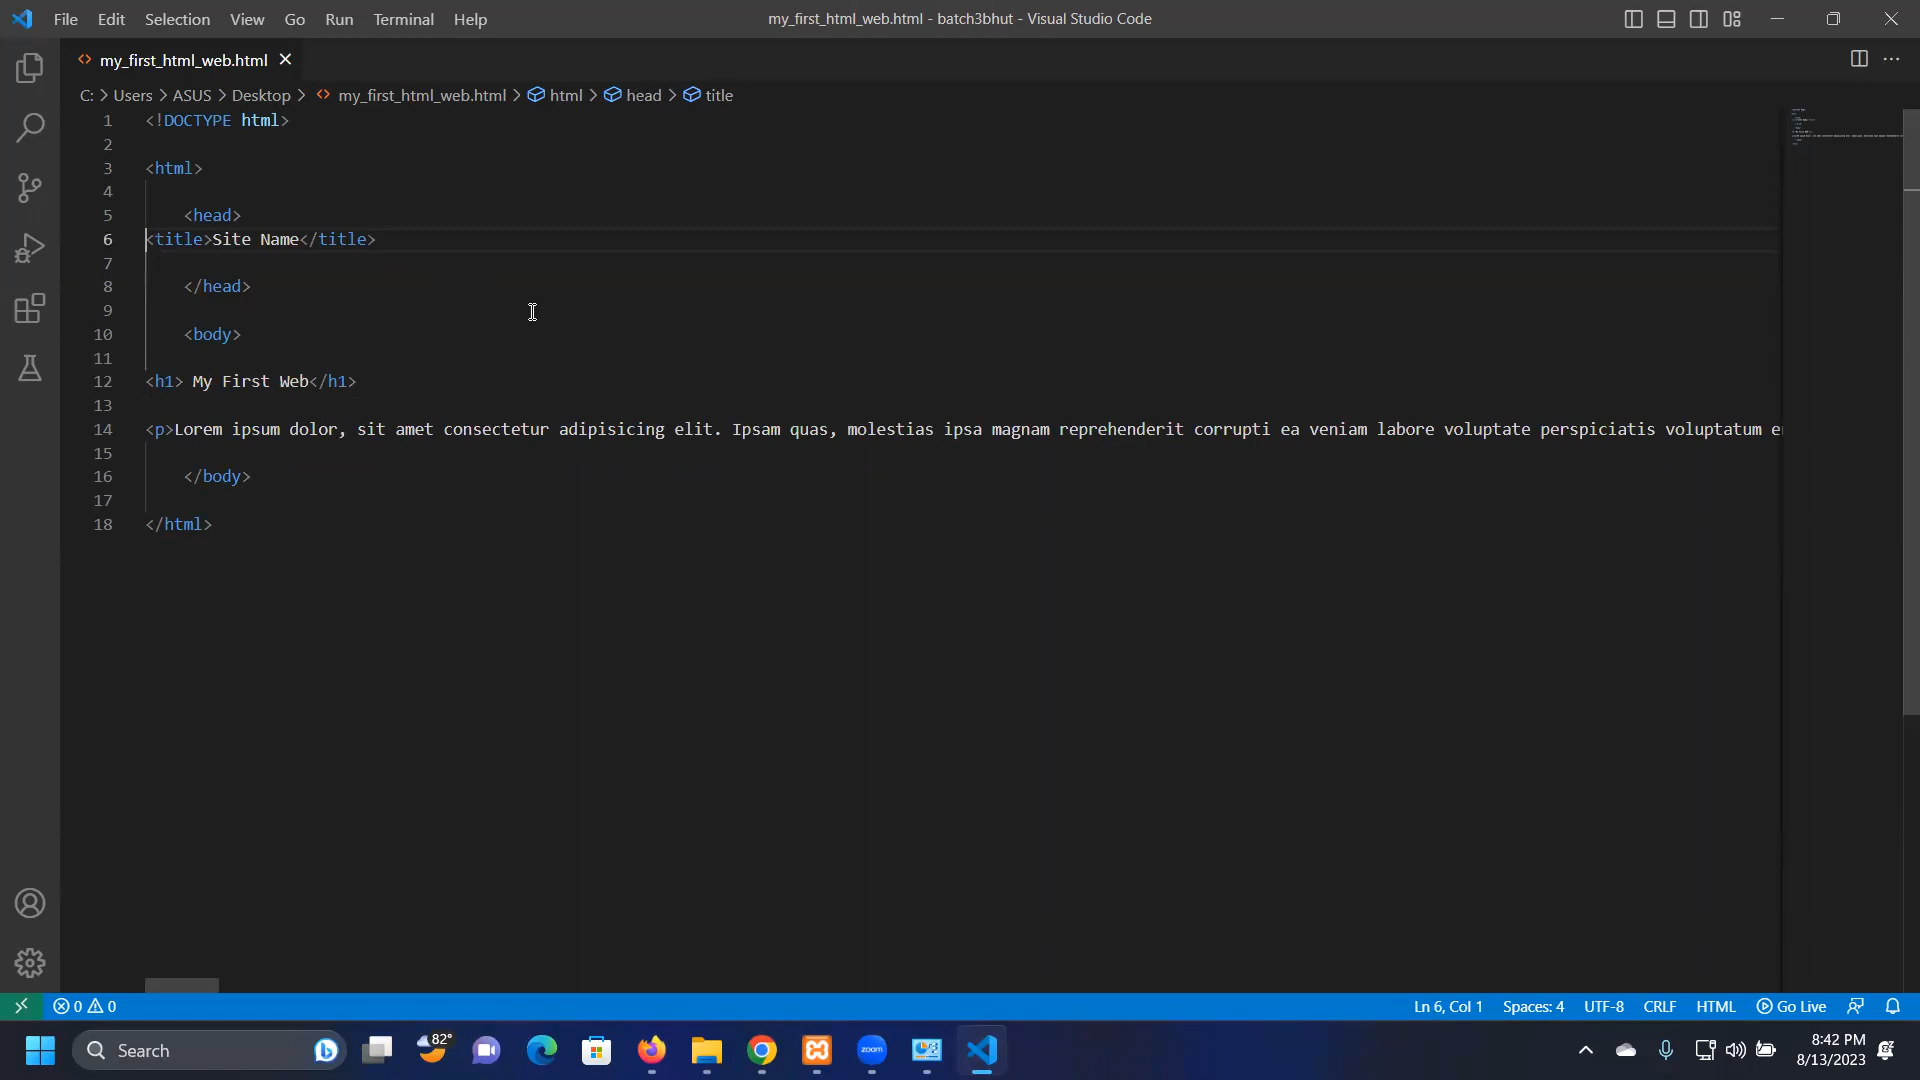 File Edit Selection View Go Run Terminal Help my_first_html_web.html - batch3bhut - Visual Studio Code
my_first_html_web.html
C: > Users > ASUS > Desktop > my_first_html_web.html > html > head > title
1 <!DOCTYPE html>
2
3 <html>
4
5 <head>
6 <title>Site Name</title>
7
8 </head>
9
10 <body>
11
12 <h1> My First Web</h1>
13
14 <p>Lorem ipsum dolor, sit amet consectetur adipisicing elit. Ipsam quas, molestias ipsa magnam reprehenderit corrupti ea veniam labore voluptate perspiciatis voluptatum
15
16 </body>
17
18 </html>
0 0 Ln 6, Col 1 Spaces: 4 UTF-8 CRLF HTML Go Live
Search 82° zoom 8:42 PM
8/13/2023